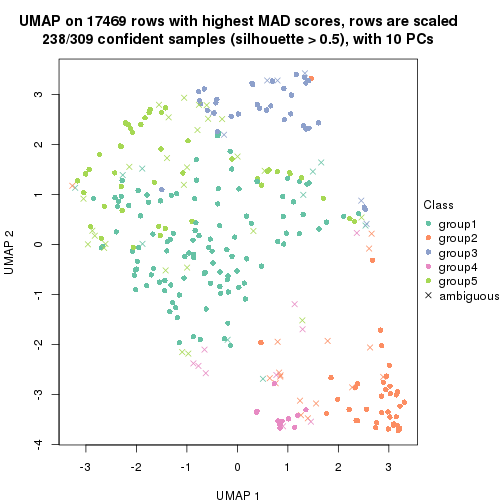 UMAP on 17469 rows with highest MAD scores, rows are scaled
238/309 confident samples (silhouette > 0.5), with 10 PCs
3
2
1
0
-1
-2
-3
-4
-3
-2
-1
0
1
2
3
UMAP 1
UMAP 2
Class
group1
group2
group3
group4
group5
ambiguous